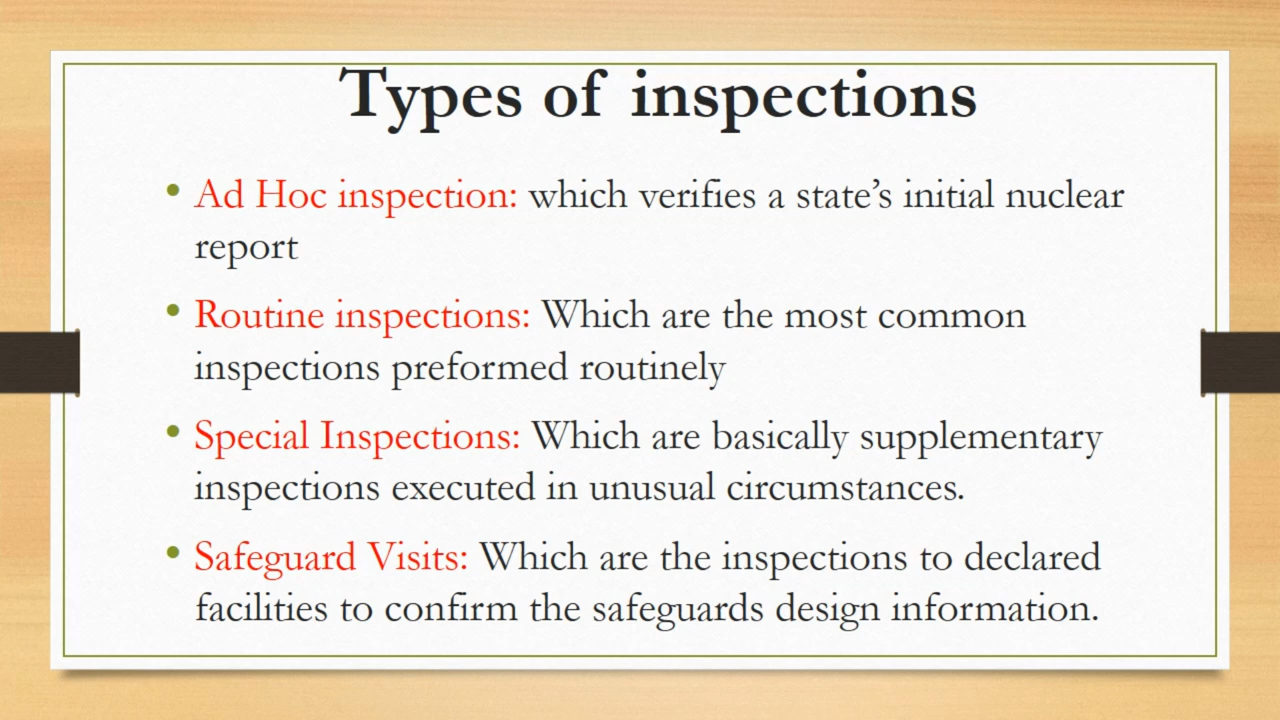 Types of inspections
• Ad Hoc inspection: which verifies a state’s initial nuclear
report
• Routine inspections: Which are the most common
inspections preformed routinely
• Special Inspections: Which are basically supplementary
inspections executed in unusual circumstances.
• Safeguard Visits: Which are the inspections to declared
facilities to confirm the safeguards design information.